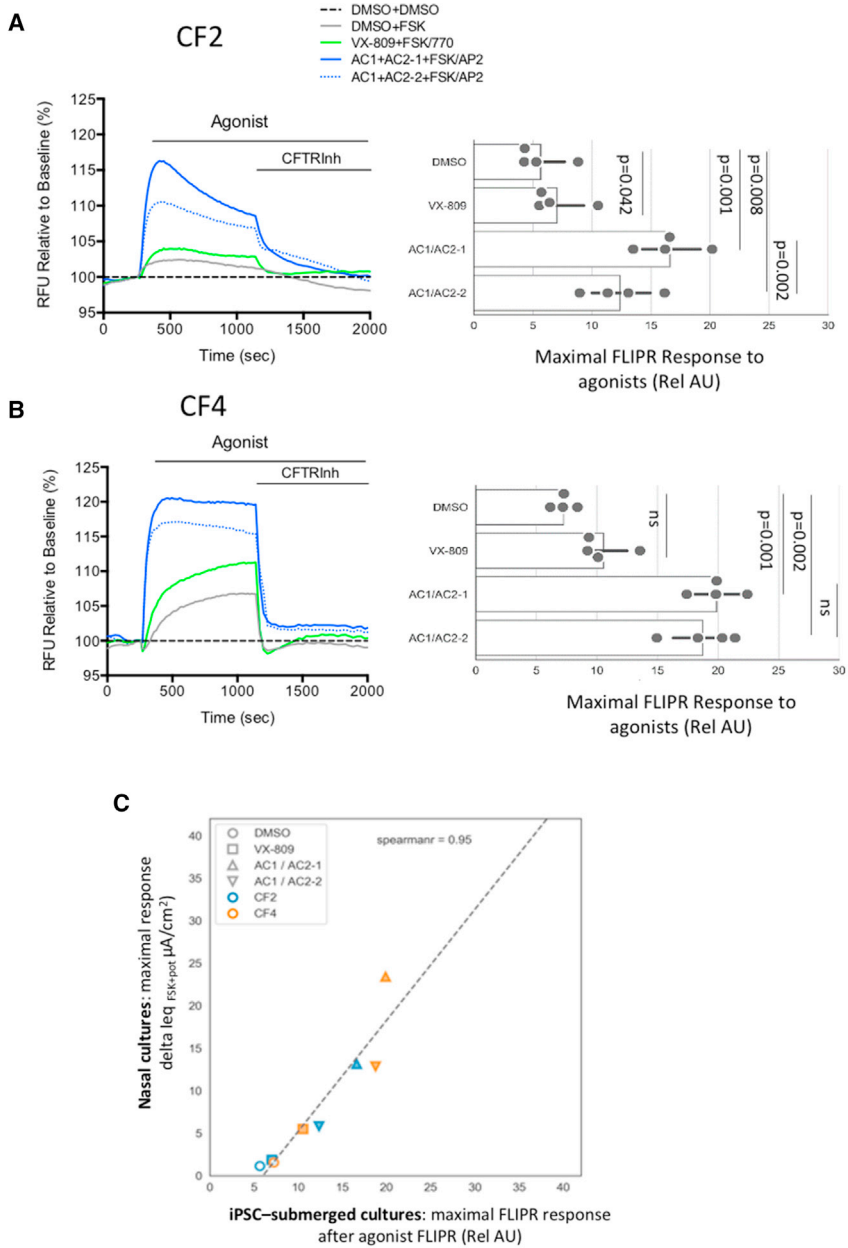 A
CF2
DMSO+DMSO
DMSO+FSK
VX-809+FSK/770
AC1+AC2-1+FSK/AP2
AC1+AC2-2+FSK/AP2
RFU Relative to Baseline (%)
125
120
115
110
105
100
95
Agonist
CFTRInh
0
500
1000
1500
2000
Time (sec)
DMSO
VX-809
AC1/AC2-1
AC1/AC2-2
p=0.042
p=0.001
p=0.008
p=0.002
0
5
10
15
20
25
30
Maximal FLIPR Response to
agonists (Rel AU)
B
CF4
RFU Relative to Baseline (%)
125
120
115
110
105
100
95
Agonist
CFTRInh
0
500
1000
1500
2000
Time (sec)
DMSO
VX-809
AC1/AC2-1
AC1/AC2-2
ns
p=0.001
p=0.002
ns
0
5
10
15
20
25
30
Maximal FLIPR Response to
agonists (Rel AU)
C
Nasal cultures: maximal response
delta Ieq FSK+pot µA/cm²)
40
35
30
25
20
15
10
5
0
DMSO
VX-809
AC1 / AC2-1
AC1 / AC2-2
CF2
CF4
spearmanr = 0.95
0
5
10
15
20
25
30
35
40
iPSC–submerged cultures: maximal FLIPR response
after agonist FLIPR (Rel AU)